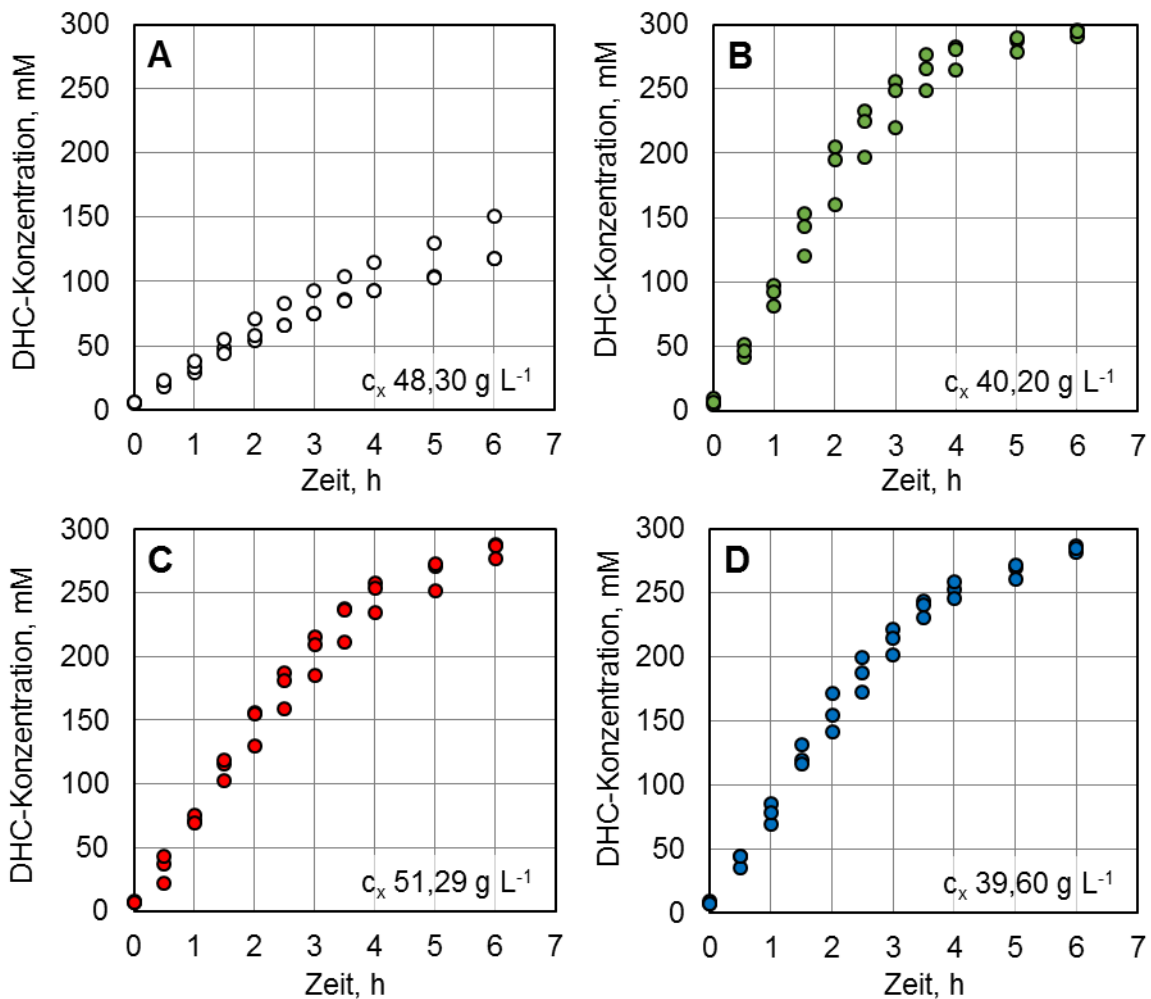 A
DHC-Konzentration, mM
300
250
200
150
100
50
0
cx 48,30 g L-1
0 1 2 3 4 5 6 7
Zeit, h
B
DHC-Konzentration, mM
300
250
200
150
100
50
0
cx 40,20 g L-1
0 1 2 3 4 5 6 7
Zeit, h
C
DHC-Konzentration, mM
300
250
200
150
100
50
0
cx 51,29 g L-1
0 1 2 3 4 5 6 7
Zeit, h
D
DHC-Konzentration, mM
300
250
200
150
100
50
0
cx 39,60 g L-1
0 1 2 3 4 5 6 7
Zeit, h